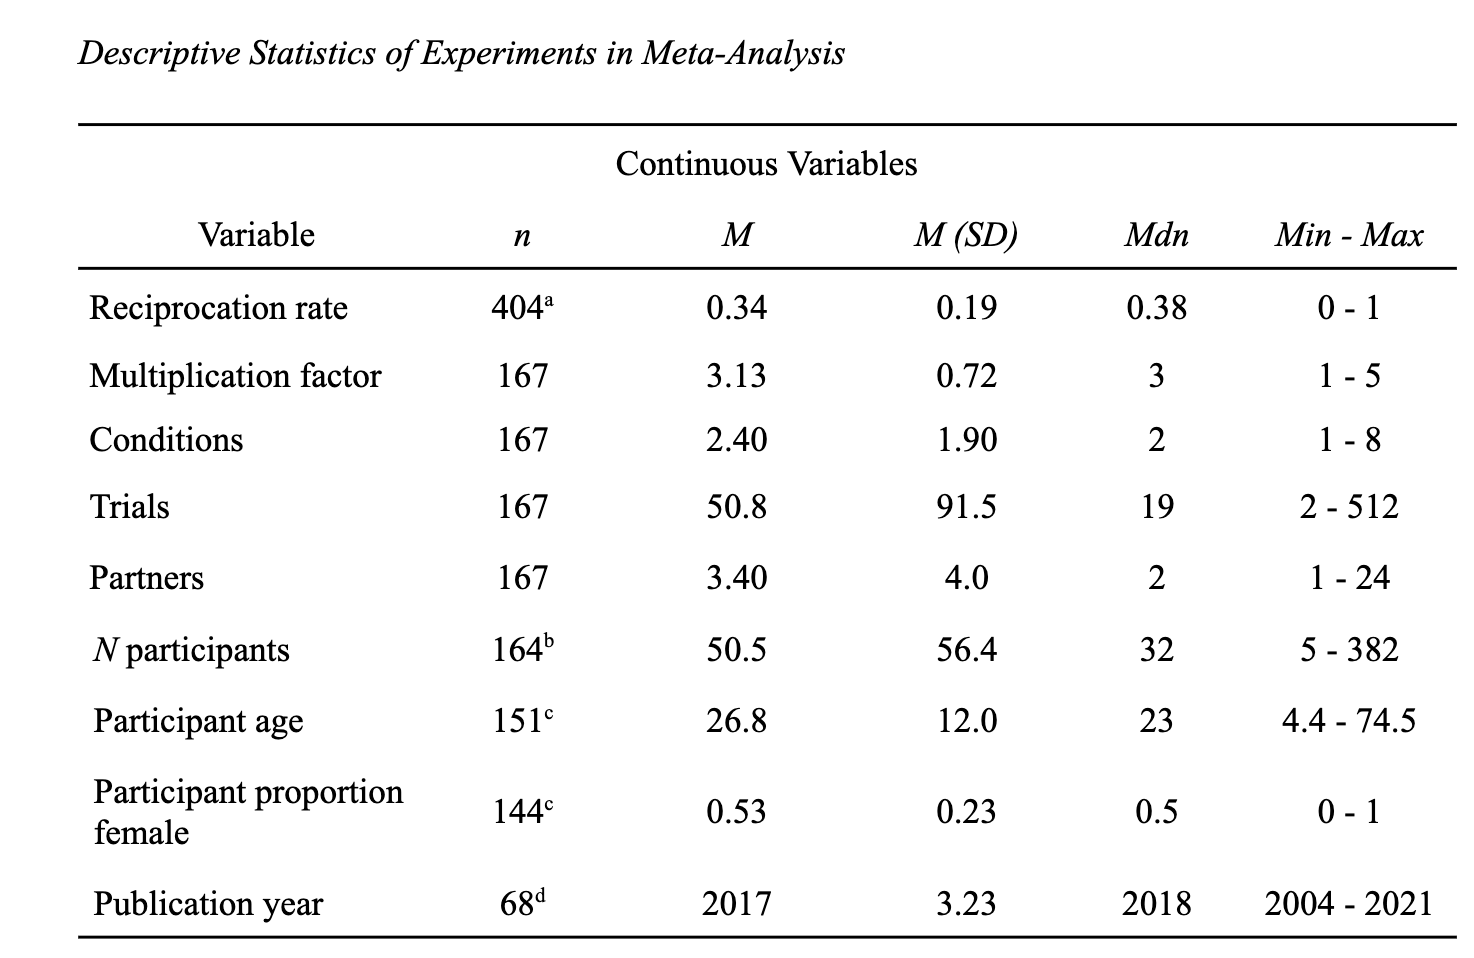 Descriptive Statistics of Experiments in Meta-Analysis
Continuous Variables
Variable n M M (SD) Mdn Min - Max
Reciprocation rate 404ᵃ 0.34 0.19 0.38 0 - 1
Multiplication factor 167 3.13 0.72 3 1 - 5
Conditions 167 2.40 1.90 2 1 - 8
Trials 167 50.8 91.5 19 2 - 512
Partners 167 3.40 4.0 2 1 - 24
N participants 164ᵇ 50.5 56.4 32 5 - 382
Participant age 151ᶜ 26.8 12.0 23 4.4 - 74.5
Participant proportion
female 144ᶜ 0.53 0.23 0.5 0 - 1
Publication year 68ᵈ 2017 3.23 2018 2004 - 2021